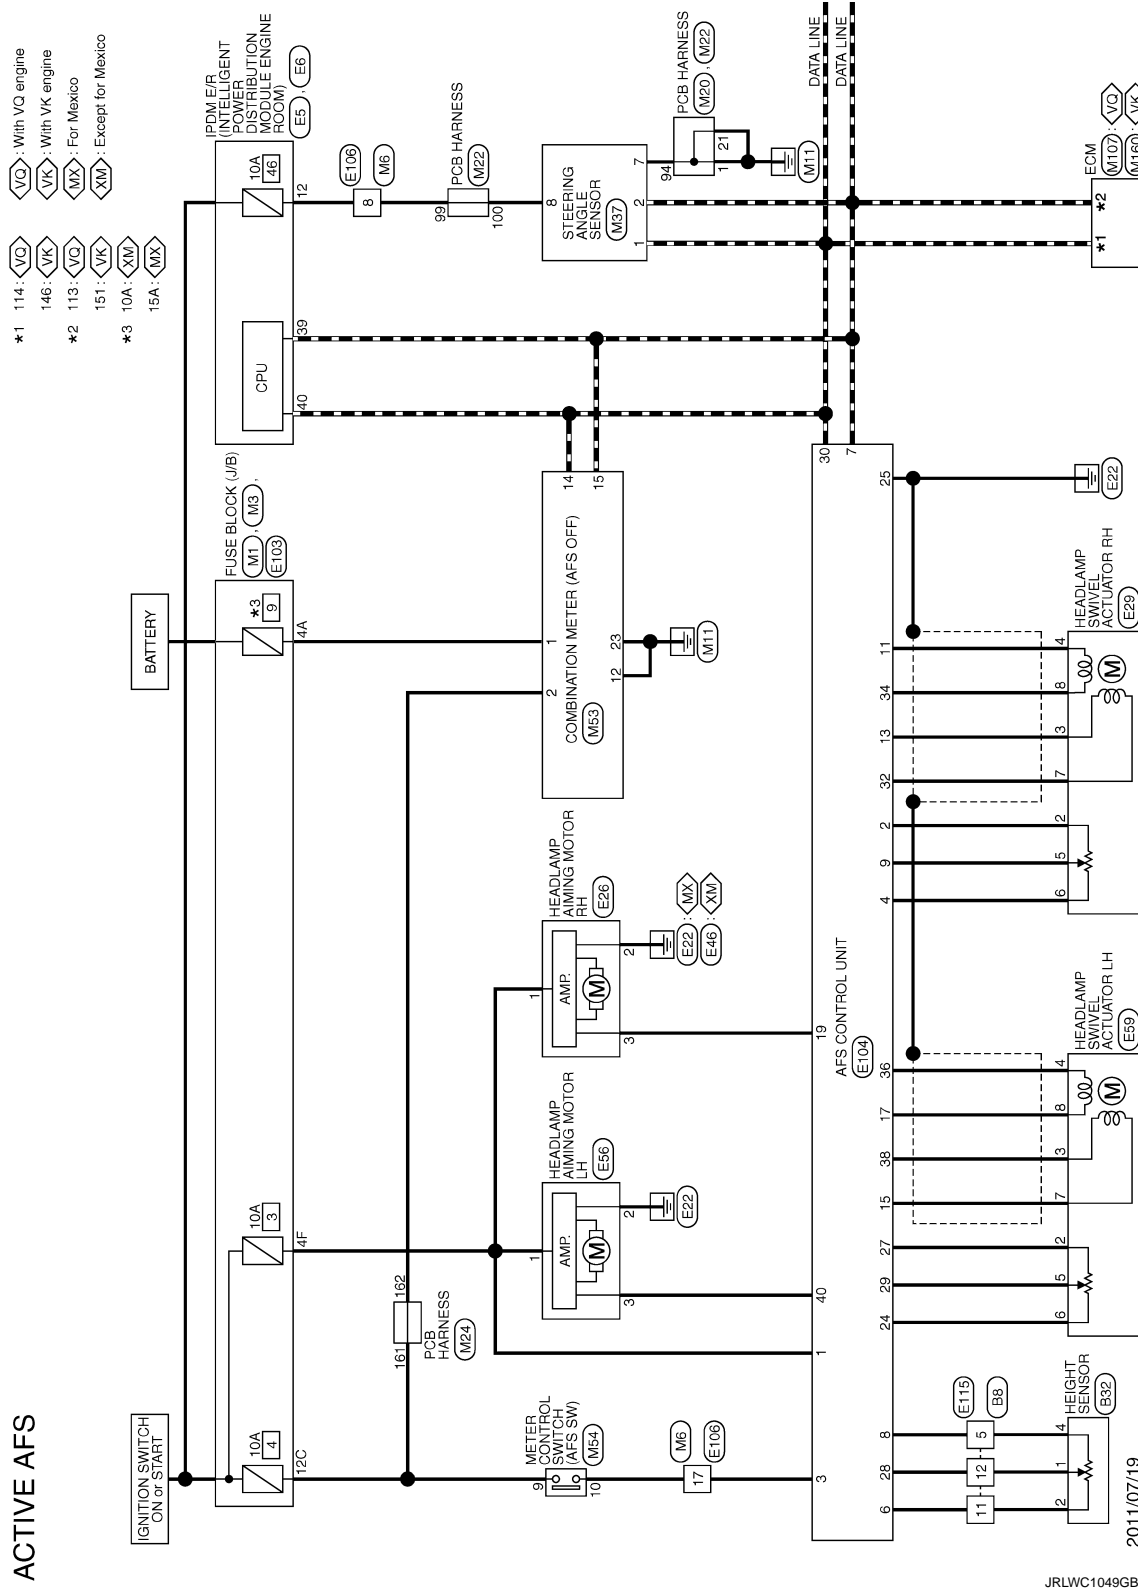 ACTIVE AFS
IGNITION SWITCH
ON or START
BATTERY
*1 114: VQ
146: VK
*2 113: VQ
151: VK
*3 10A: XM
15A: MX
VQ : With VQ engine
VK : With VK engine
MX : For Mexico
XM : Except for Mexico
10A
4
12C
10A
3
4F
*3
9
4A
FUSE BLOCK (J/B)
M1 , M3 ,
E103
CPU
40
39
10A
46
12
IPDM E/R
(INTELLIGENT
POWER
DISTRIBUTION
MODULE ENGINE
ROOM)
E5 , E6
161
162
PCB
HARNESS
M24
8
E106
M6
99
100
PCB HARNESS
M22
9
10
METER
CONTROL
SWITCH
(AFS SW)
M54
17
M6
E106
HEADLAMP
AIMING MOTOR
LH
E56
1
AMP.
M
3
2
E22
HEADLAMP
AIMING MOTOR
RH
E26
1
AMP.
M
3
2
E22 : MX
E46 : XM
2
1
14
15
COMBINATION METER (AFS OFF)
M53
12
23
M11
8
STEERING
ANGLE
SENSOR
M37
1
2
7
94
1
21
PCB HARNESS
M20 , M22
M11
DATA LINE
DATA LINE
3
1
40
19
30
7
AFS CONTROL UNIT
E104
6
28
8
24
29
27
15
38
17
36
4
9
2
32
13
34
11
25
11
12
5
E115
B8
2
1
4
HEIGHT
SENSOR
B32
6
5
2
7
3
8
4
M
HEADLAMP
SWIVEL
ACTUATOR LH
E59
6
5
2
7
3
8
4
M
HEADLAMP
SWIVEL
ACTUATOR RH
E29
E22
*1
*2
ECM
M107 : VQ
M160 : VK
2011/07/19
JRLWC1049GB